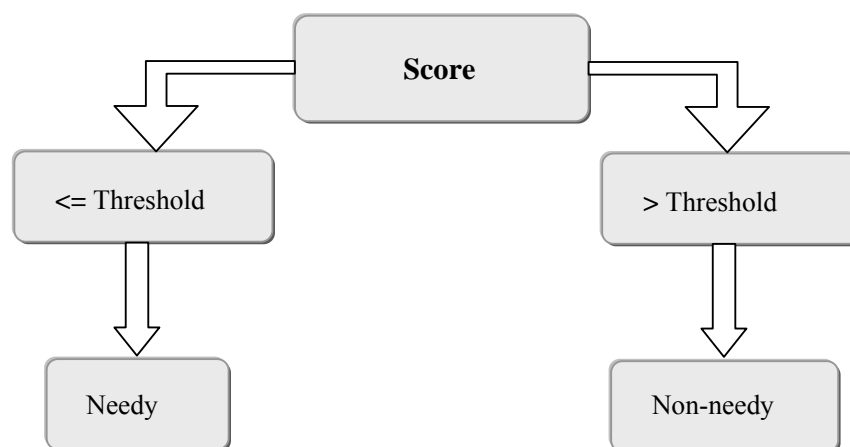 Score
<= Threshold
> Threshold
Needy
Non-needy